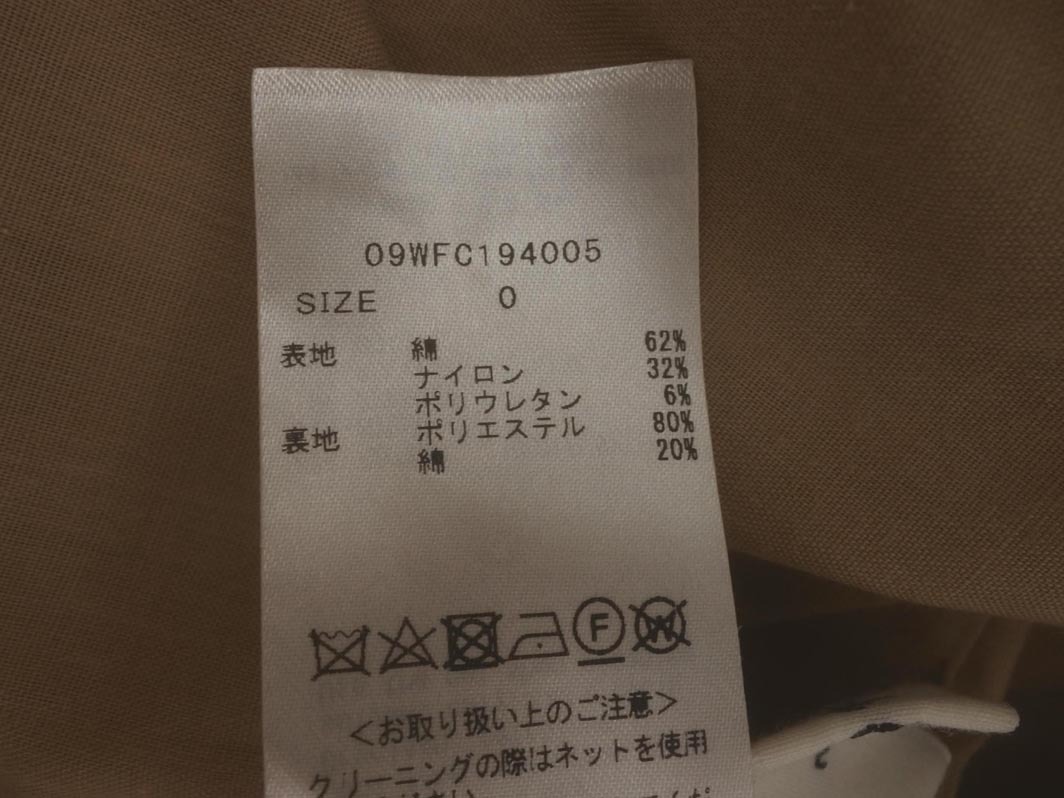 09WFC194005
SIZE 0
表地 綿 62%
ナイロン 32%
ポリウレタン 6%
裏地 ポリエステル 80%
綿 20%
F W
<お取り扱い上のご注意>
クリーニングの際はネットを使用